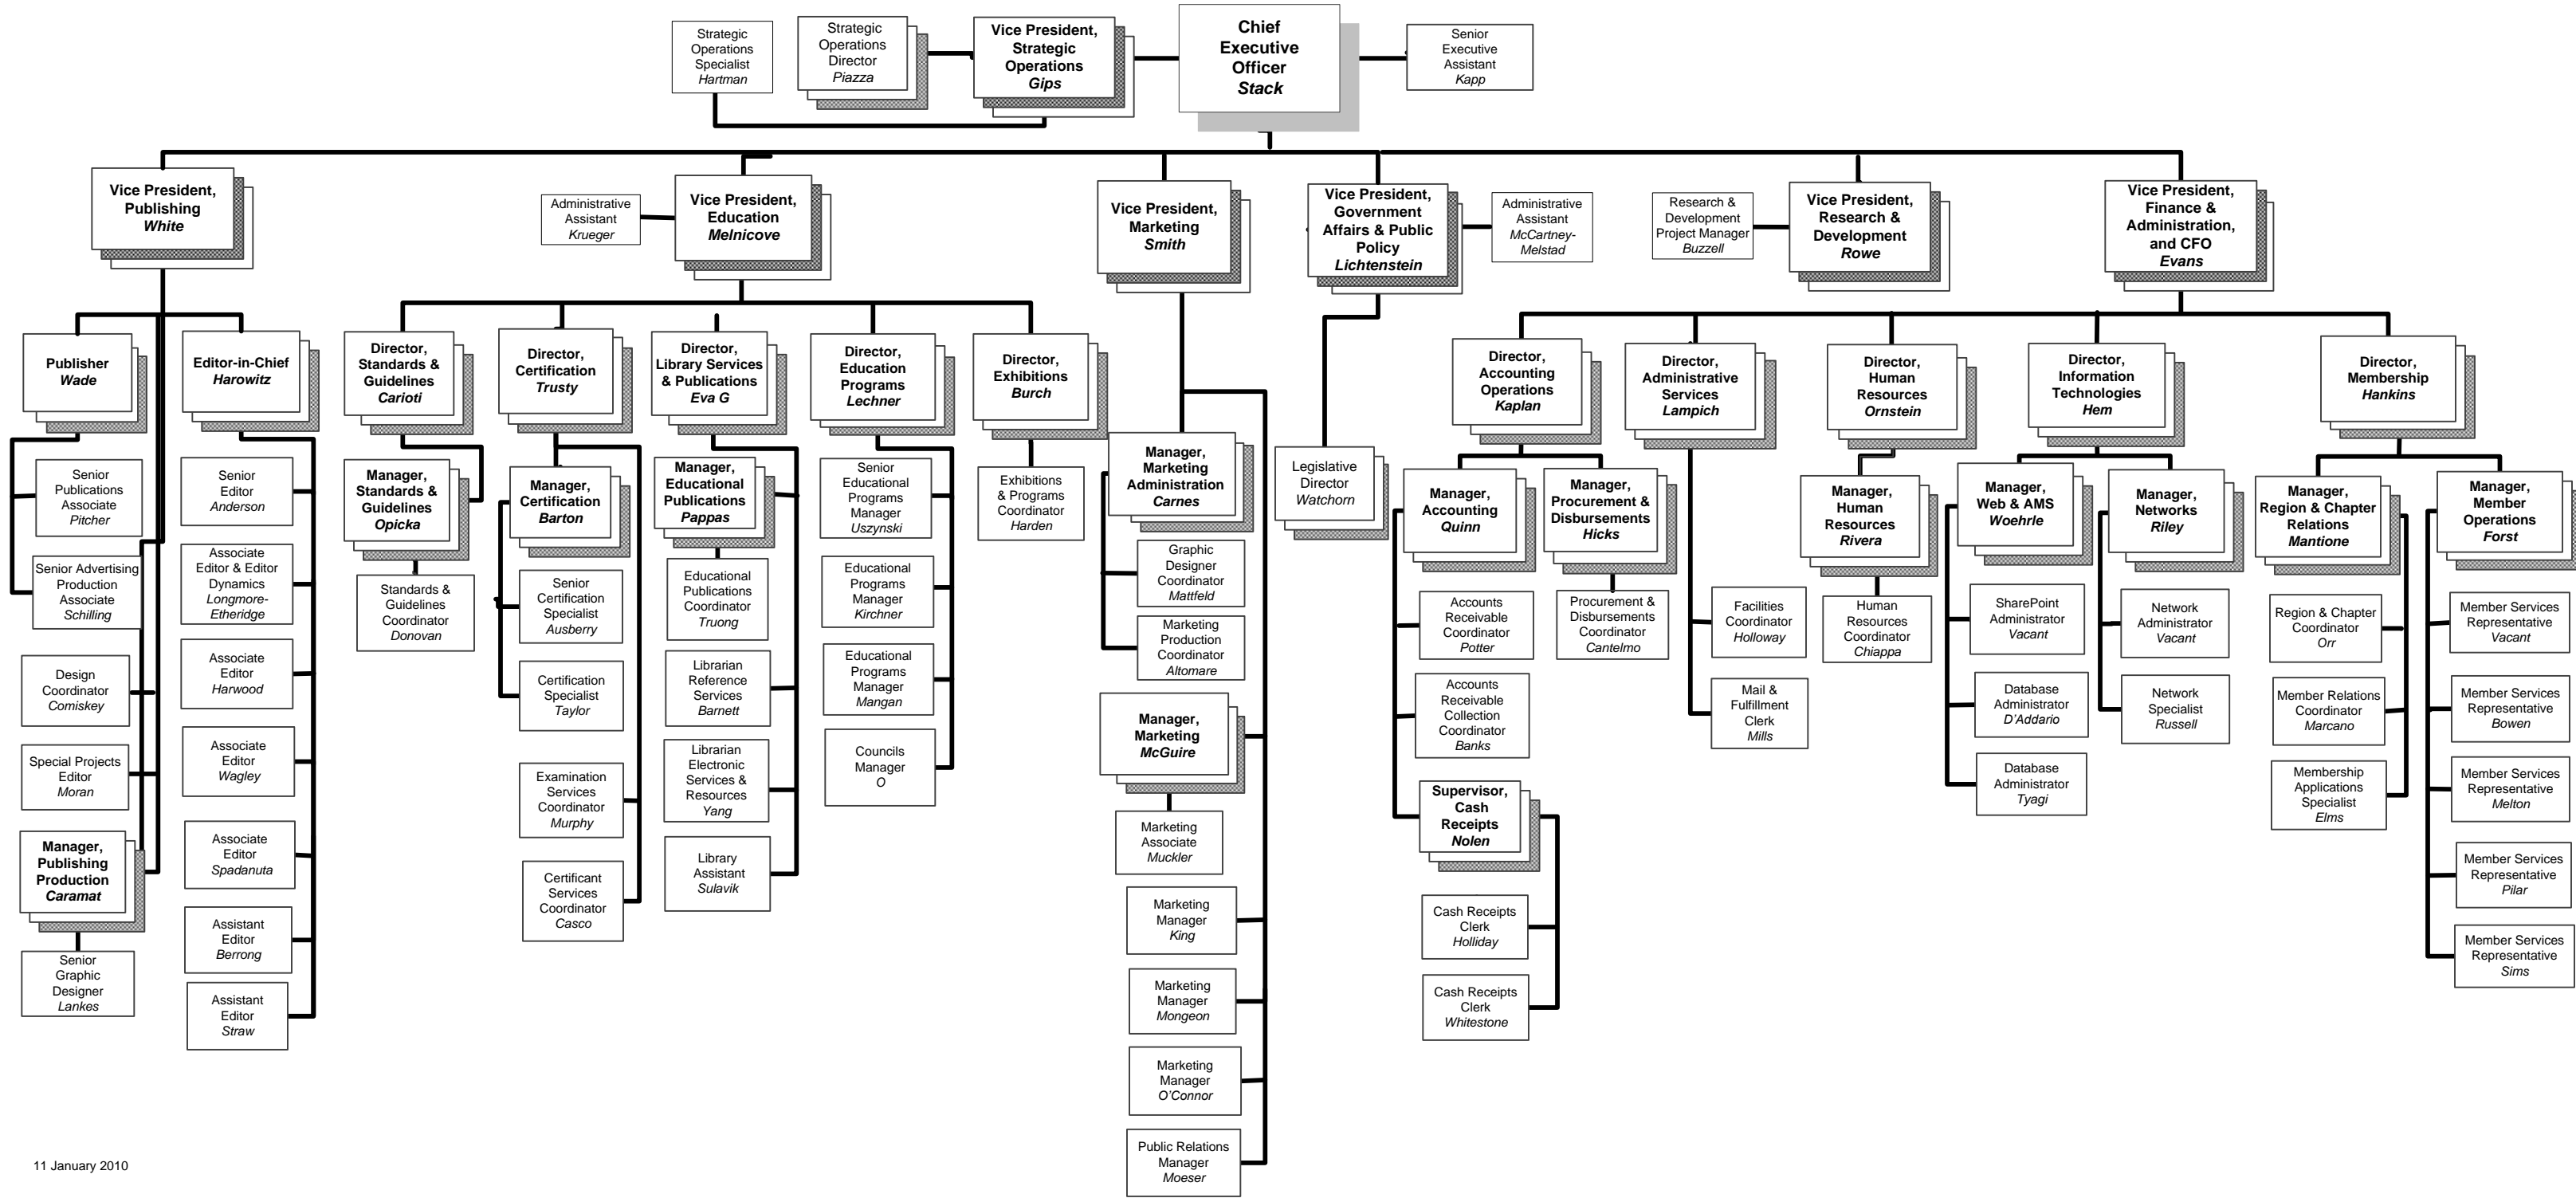 Strategic
Operations
Specialist
Hartman
Strategic
Operations
Director
Piazza
Vice President,
Strategic
Operations
Gips
Chief
Executive
Officer
Stack
Senior
Executive
Assistant
Kapp
Vice President,
Publishing
White
Administrative
Assistant
Krueger
Vice President,
Education
Melnicove
Vice President,
Marketing
Smith
Vice President,
Government
Affairs & Public
Policy
Lichtenstein
Administrative
Assistant
McCartney-
Melstad
Research &
Development
Project Manager
Buzzell
Vice President,
Research &
Development
Rowe
Vice President,
Finance &
Administration,
and CFO
Evans
Publisher
Wade
Editor-in-Chief
Harowitz
Director,
Standards &
Guidelines
Carioti
Director,
Certification
Trusty
Director,
Library Services
& Publications
Eva G
Director,
Education
Programs
Lechner
Director,
Exhibitions
Burch
Director,
Accounting
Operations
Kaplan
Director,
Administrative
Services
Lampich
Director,
Human
Resources
Ornstein
Director,
Information
Technologies
Hem
Director,
Membership
Hankins
Senior
Publications
Associate
Pitcher
Senior Advertising
Production
Associate
Schilling
Design
Coordinator
Comiskey
Special Projects
Editor
Moran
Manager,
Publishing
Production
Caramat
Senior
Graphic
Designer
Lankes
Senior
Editor
Anderson
Associate
Editor & Editor
Dynamics
Longmore-
Etheridge
Associate
Editor
Harwood
Associate
Editor
Wagley
Associate
Editor
Spadanuta
Assistant
Editor
Berrong
Assistant
Editor
Straw
Manager,
Standards &
Guidelines
Opicka
Standards &
Guidelines
Coordinator
Donovan
Manager,
Certification
Barton
Senior
Certification
Specialist
Ausberry
Certification
Specialist
Taylor
Examination
Services
Coordinator
Murphy
Certificant
Services
Coordinator
Casco
Manager,
Educational
Publications
Pappas
Educational
Publications
Coordinator
Truong
Librarian
Reference
Services
Barnett
Librarian
Electronic
Services &
Resources
Yang
Library
Assistant
Sulavik
Senior
Educational
Programs
Manager
Uszynski
Educational
Programs
Manager
Kirchner
Educational
Programs
Manager
Mangan
Councils
Manager
O
Exhibitions
& Programs
Coordinator
Harden
Manager,
Marketing
Administration
Carnes
Graphic
Designer
Coordinator
Mattfeld
Marketing
Production
Coordinator
Altomare
Manager,
Marketing
McGuire
Marketing
Associate
Muckler
Marketing
Manager
King
Marketing
Manager
Mongeon
Marketing
Manager
O'Connor
Public Relations
Manager
Moeser
Legislative
Director
Watchorn
Manager,
Accounting
Quinn
Accounts
Receivable
Coordinator
Potter
Accounts
Receivable
Collection
Coordinator
Banks
Supervisor,
Cash
Receipts
Nolen
Cash Receipts
Clerk
Holliday
Cash Receipts
Clerk
Whitestone
Manager,
Procurement &
Disbursements
Hicks
Procurement &
Disbursements
Coordinator
Cantelmo
Facilities
Coordinator
Holloway
Mail &
Fulfillment
Clerk
Mills
Manager,
Human
Resources
Rivera
Human
Resources
Coordinator
Chiappa
Manager,
Web & AMS
Woehrle
SharePoint
Administrator
Vacant
Database
Administrator
D'Addario
Database
Administrator
Tyagi
Manager,
Networks
Riley
Network
Administrator
Vacant
Network
Specialist
Russell
Manager,
Region & Chapter
Relations
Mantione
Region & Chapter
Coordinator
Orr
Member Relations
Coordinator
Marcano
Membership
Applications
Specialist
Elms
Manager,
Member
Operations
Forst
Member Services
Representative
Vacant
Member Services
Representative
Bowen
Member Services
Representative
Melton
Member Services
Representative
Pilar
Member Services
Representative
Sims
11 January 2010